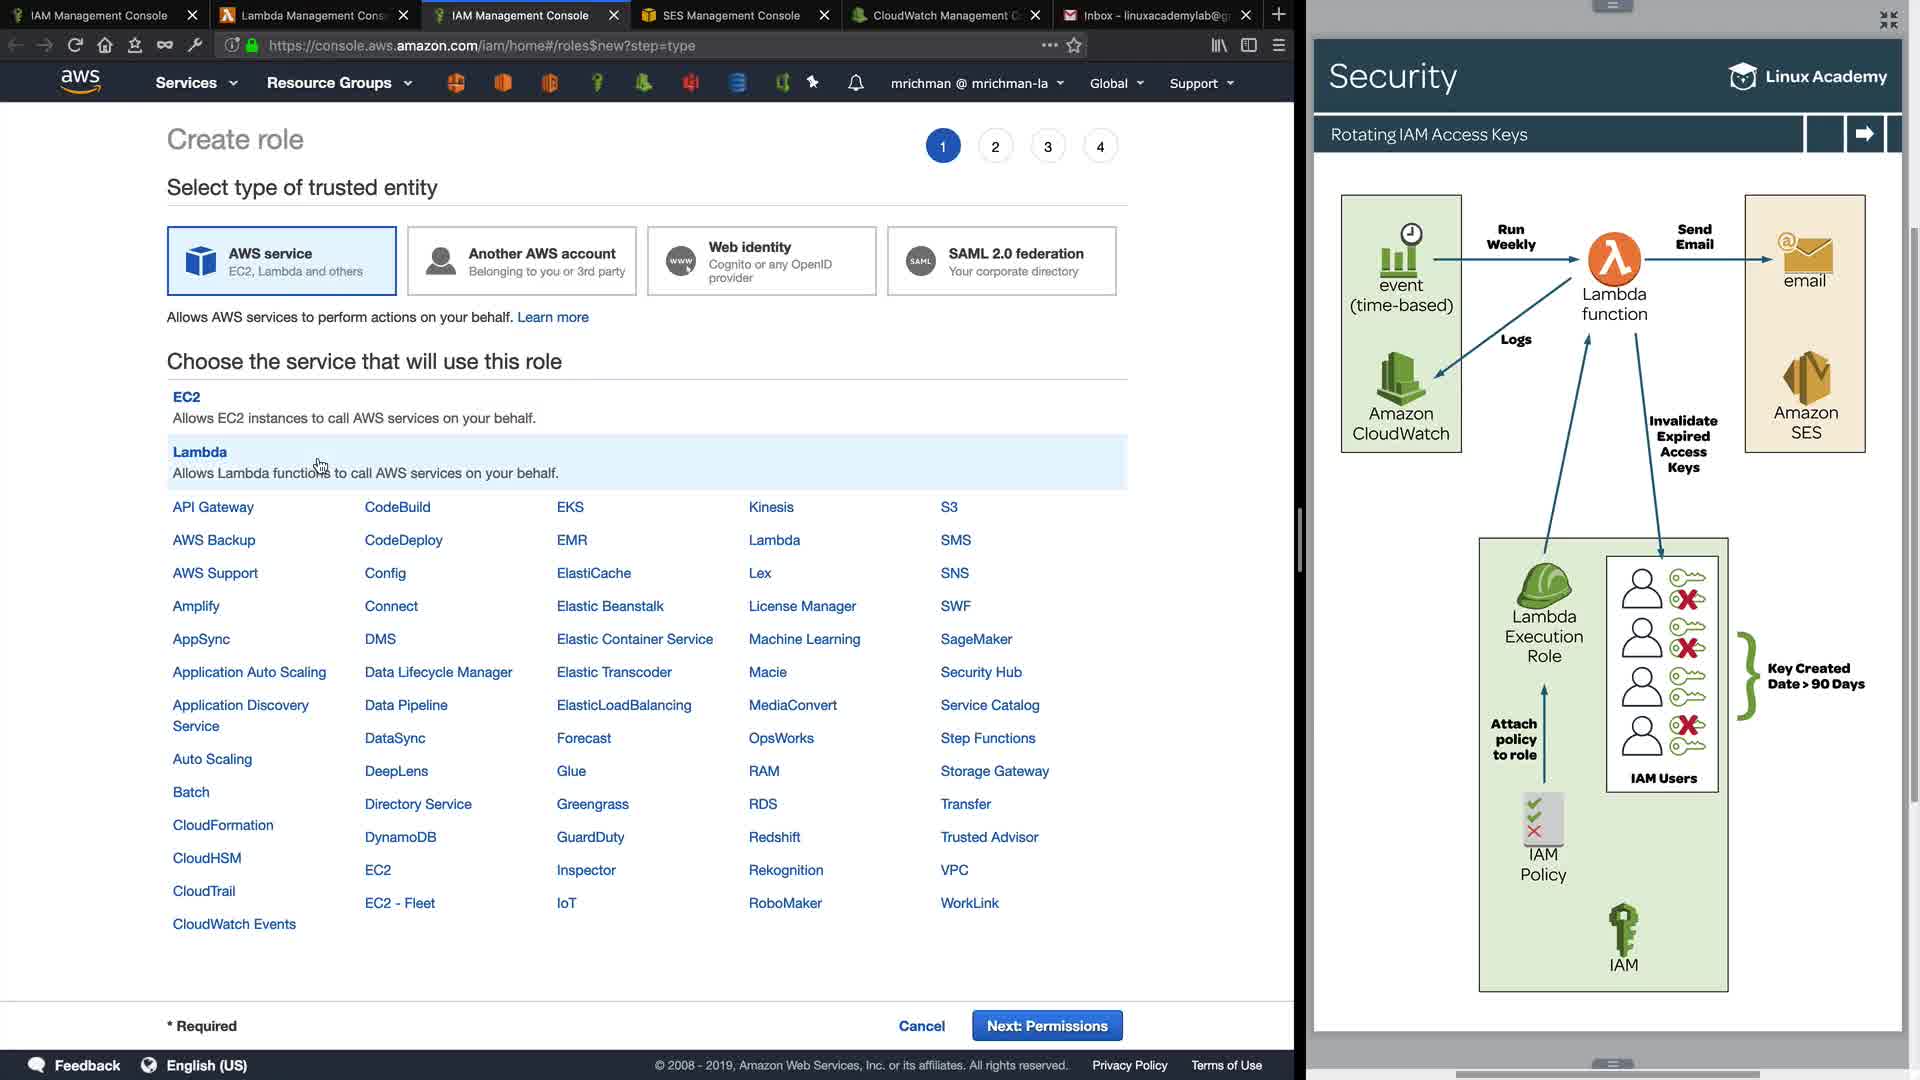 IAM Management Console
Lambda Management Cons
IAM Management Console
SES Management Console
CloudWatch Management C
Inbox - linuxacademylab@g
https://console.aws.amazon.com/iam/home#/roles$new?step=type
aws
Services
Resource Groups
mrichman @ mrichman-la
Global
Support
Create role
1
2
3
4
Select type of trusted entity
AWS service
EC2, Lambda and others
Another AWS account
Belonging to you or 3rd party
www
Web identity
Cognito or any OpenID
provider
SAML
SAML 2.0 federation
Your corporate directory
Allows AWS services to perform actions on your behalf. Learn more
Choose the service that will use this role
EC2
Allows EC2 instances to call AWS services on your behalf.
Lambda
Allows Lambda functions to call AWS services on your behalf.
API Gateway
AWS Backup
AWS Support
Amplify
AppSync
Application Auto Scaling
Application Discovery
Service
Auto Scaling
Batch
CloudFormation
CloudHSM
CloudTrail
CloudWatch Events
CodeBuild
CodeDeploy
Config
Connect
DMS
Data Lifecycle Manager
Data Pipeline
DataSync
DeepLens
Directory Service
DynamoDB
EC2
EC2 - Fleet
EKS
EMR
ElastiCache
Elastic Beanstalk
Elastic Container Service
Elastic Transcoder
ElasticLoadBalancing
Forecast
Glue
Greengrass
GuardDuty
Inspector
IoT
Kinesis
Lambda
Lex
License Manager
Machine Learning
Macie
MediaConvert
OpsWorks
RAM
RDS
Redshift
Rekognition
RoboMaker
S3
SMS
SNS
SWF
SageMaker
Security Hub
Service Catalog
Step Functions
Storage Gateway
Transfer
Trusted Advisor
VPC
WorkLink
* Required
Cancel
Next: Permissions
Feedback
English (US)
© 2008 - 2019, Amazon Web Services, Inc. or its affiliates. All rights reserved.
Privacy Policy
Terms of Use
Security
Linux Academy
Rotating IAM Access Keys
event
(time-based)
Run
Weekly
Lambda
function
Send
Email
email
Logs
Amazon
CloudWatch
Amazon
SES
Invalidate
Expired
Access
Keys
Lambda
Execution
Role
Attach
policy
to role
IAM
Policy
IAM Users
Key Created
Date > 90 Days
IAM